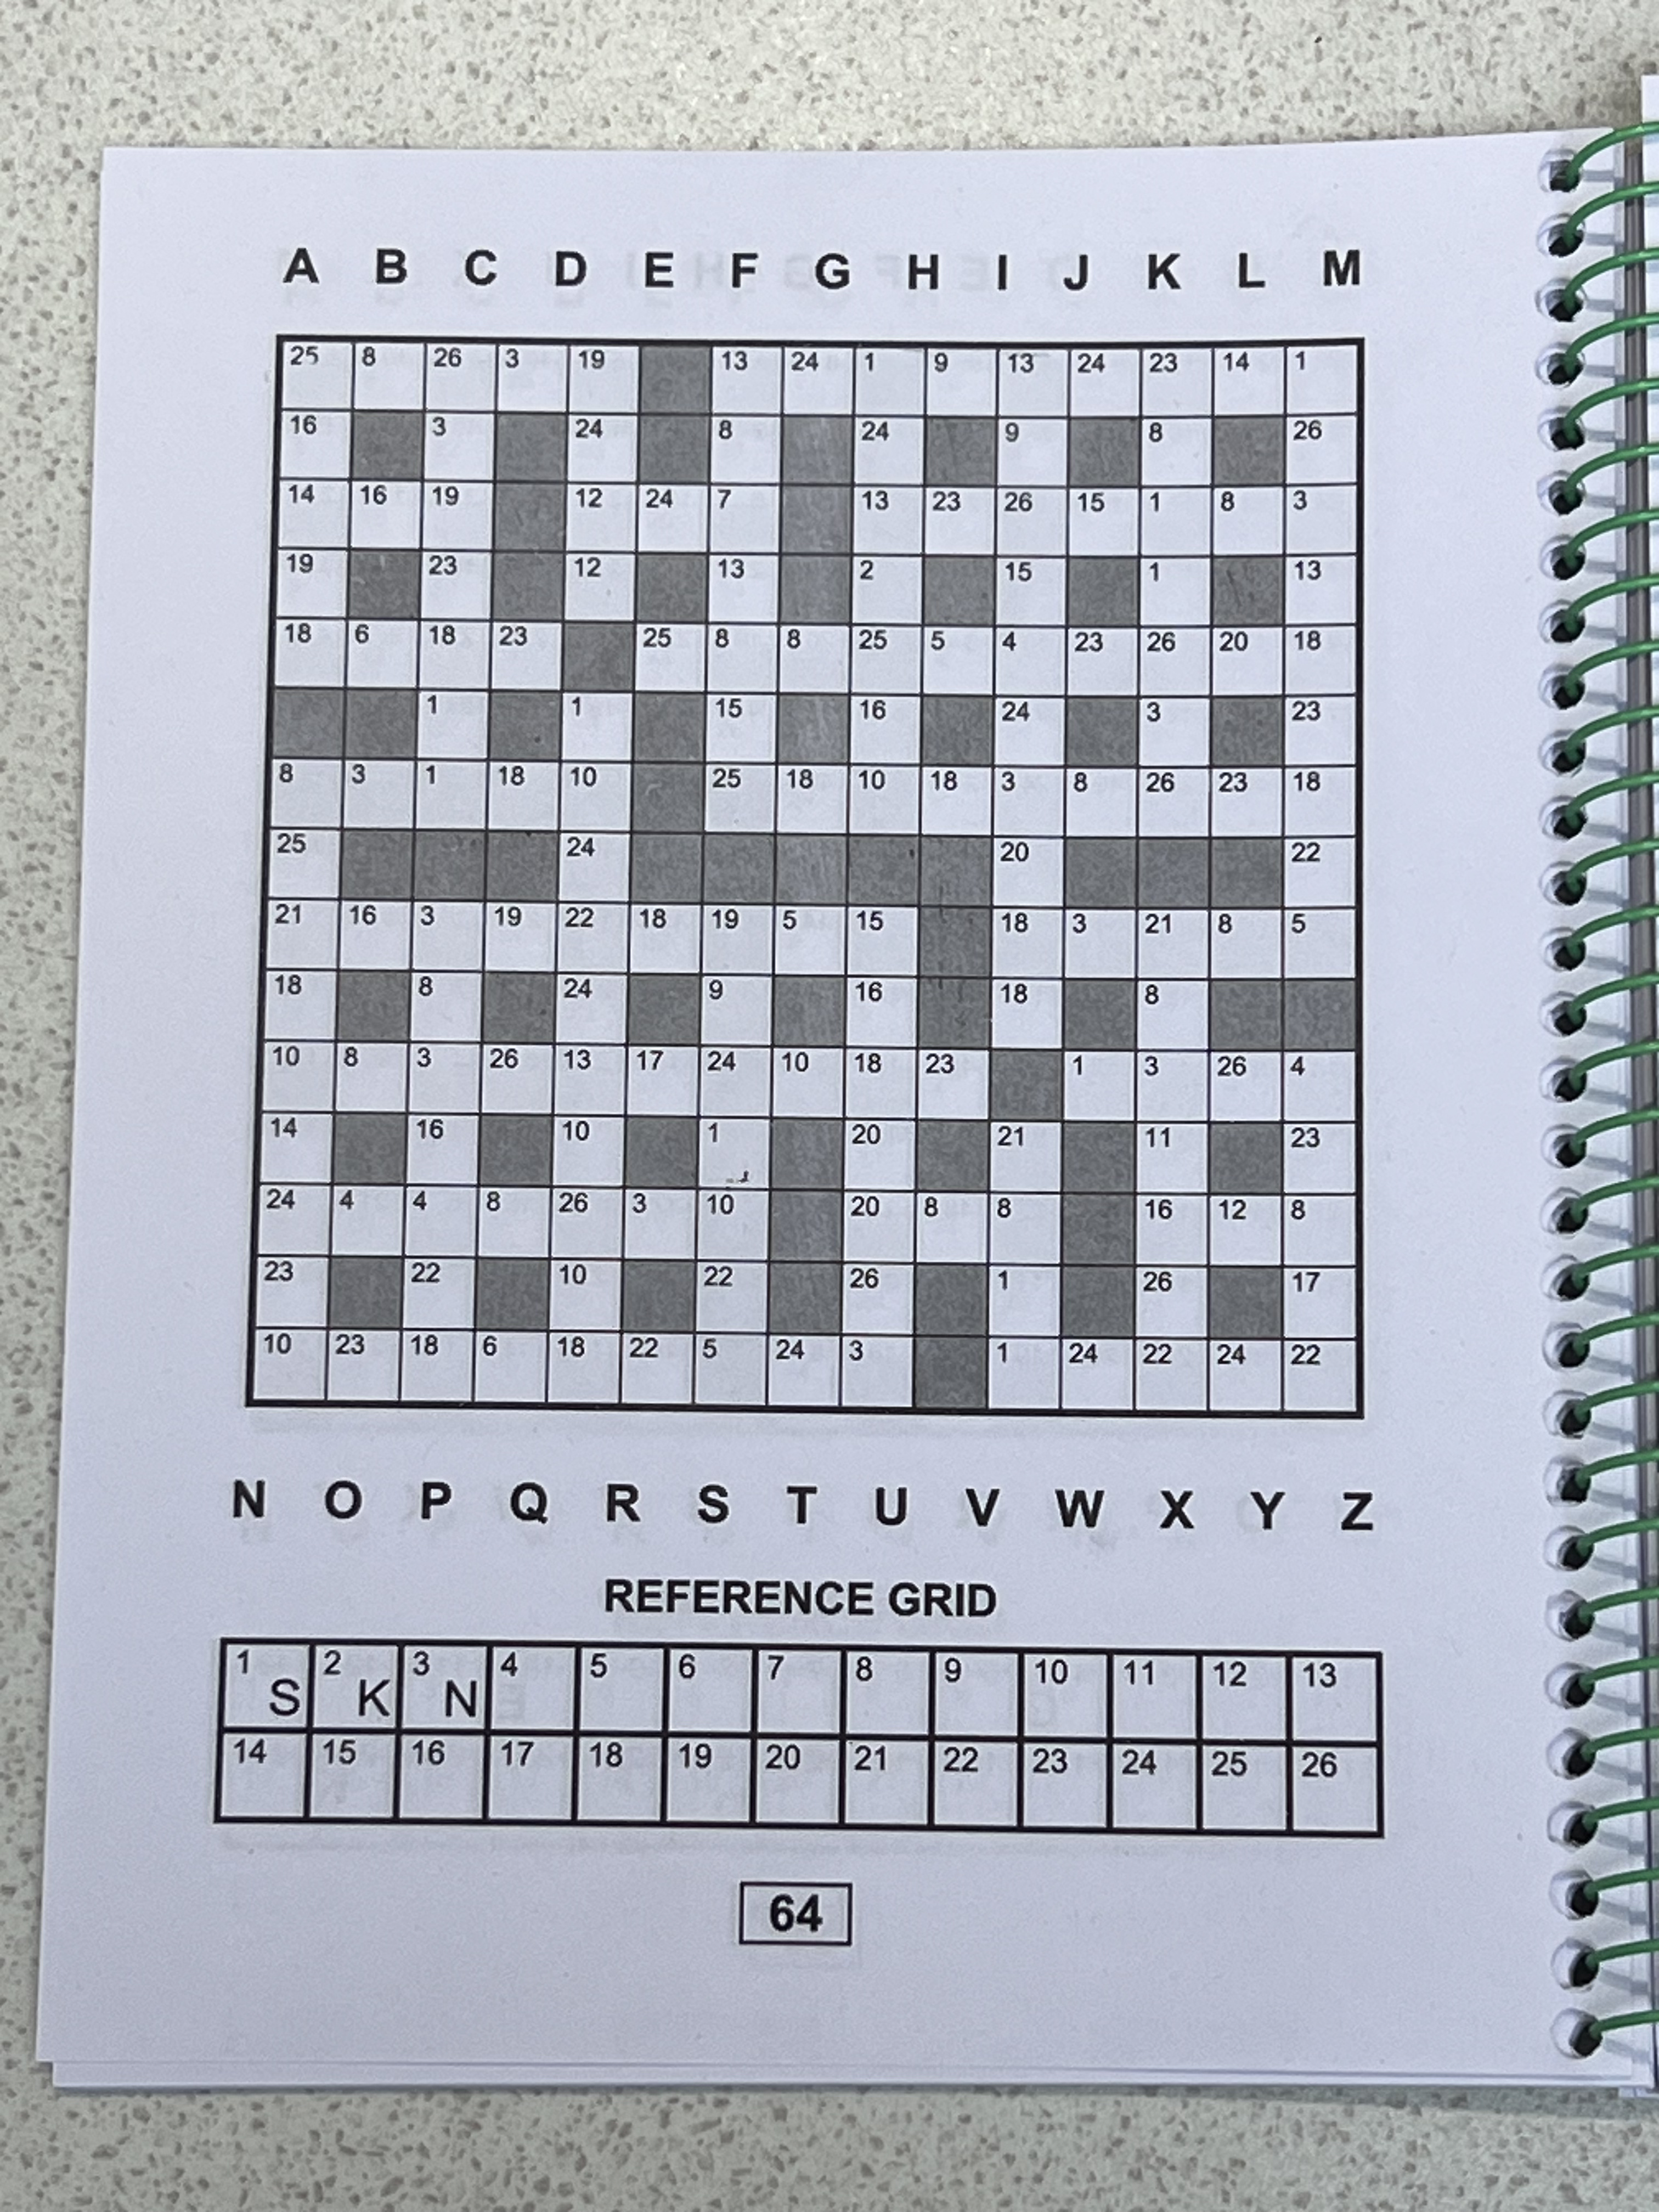 A B C D E F G H I J K L M
25 8 26 3 19 13 24 1 9 13 24 23 14 1
16 3 24 8 24 9 8 26
14 16 19 12 24 7 13 23 26 15 1 8 3
19 23 12 13 2 15 1 13
18 6 18 23 25 8 8 25 5 4 23 26 20 18
1 1 15 16 24 3 23
8 3 1 18 10 25 18 10 18 3 8 26 23 18
25 24 20 22
21 16 3 19 22 18 19 5 15 18 3 21 8 5
18 8 24 9 16 18 8
10 8 3 26 13 17 24 10 18 23 1 3 26 4
14 16 10 1 20 21 11 23
24 4 4 8 26 3 10 20 8 8 16 12 8
23 22 10 22 26 1 26 17
10 23 18 6 18 22 5 24 3 1 24 22 24 22
N O P Q R S T U V W X Y Z
REFERENCE GRID
1 2 3 4 5 6 7 8 9 10 11 12 13
S K N
14 15 16 17 18 19 20 21 22 23 24 25 26
64